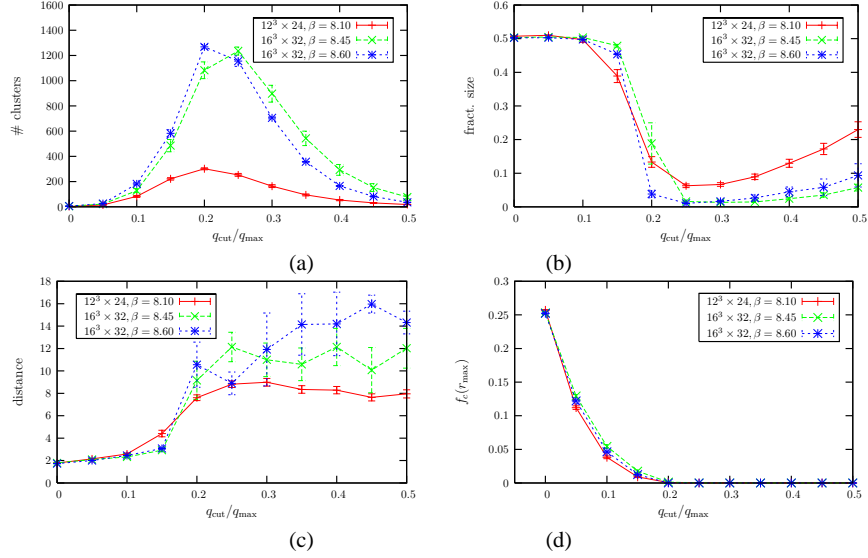 1600
1400
1200
1000
800
600
400
200
0
# clusters
12³ × 24, β = 8.10
16³ × 32, β = 8.45
16³ × 32, β = 8.60
0 0.1 0.2 0.3 0.4 0.5
q_cut/q_max
(a)
0.6
0.5
0.4
0.3
0.2
0.1
0
fract. size
12³ × 24, β = 8.10
16³ × 32, β = 8.45
16³ × 32, β = 8.60
0 0.1 0.2 0.3 0.4 0.5
q_cut/q_max
(b)
18
16
14
12
10
8
6
4
2
0
distance
12³ × 24, β = 8.10
16³ × 32, β = 8.45
16³ × 32, β = 8.60
0 0.1 0.2 0.3 0.4 0.5
q_cut/q_max
(c)
0.3
0.25
0.2
0.15
0.1
0.05
0
f_c(r_max)
12³ × 24, β = 8.10
16³ × 32, β = 8.45
16³ × 32, β = 8.60
0 0.1 0.2 0.3 0.4 0.5
q_cut/q_max
(d)